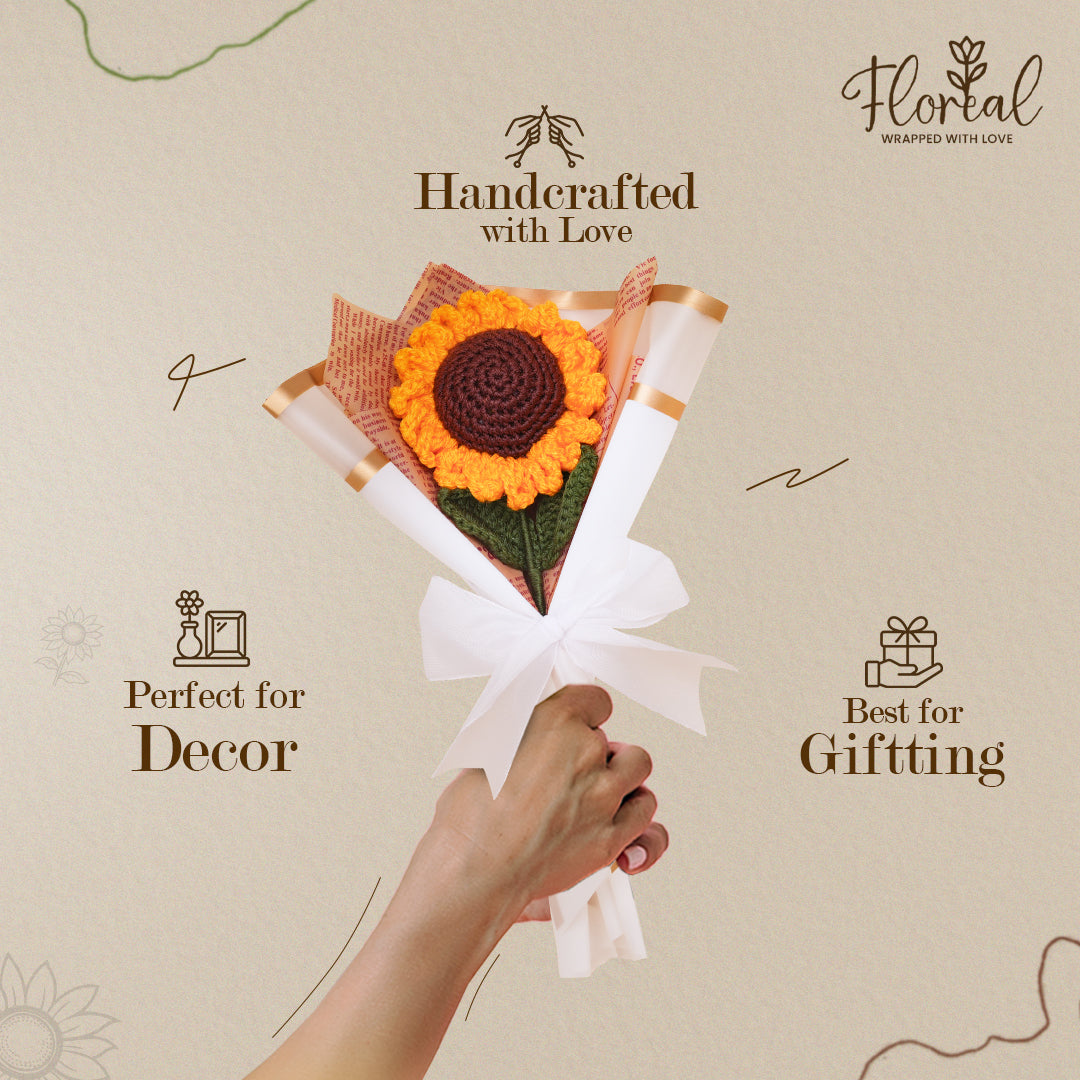 Floreal
WRAPPED WITH LOVE
Handcrafted
with Love
Perfect for
Decor
Best for
Giftting